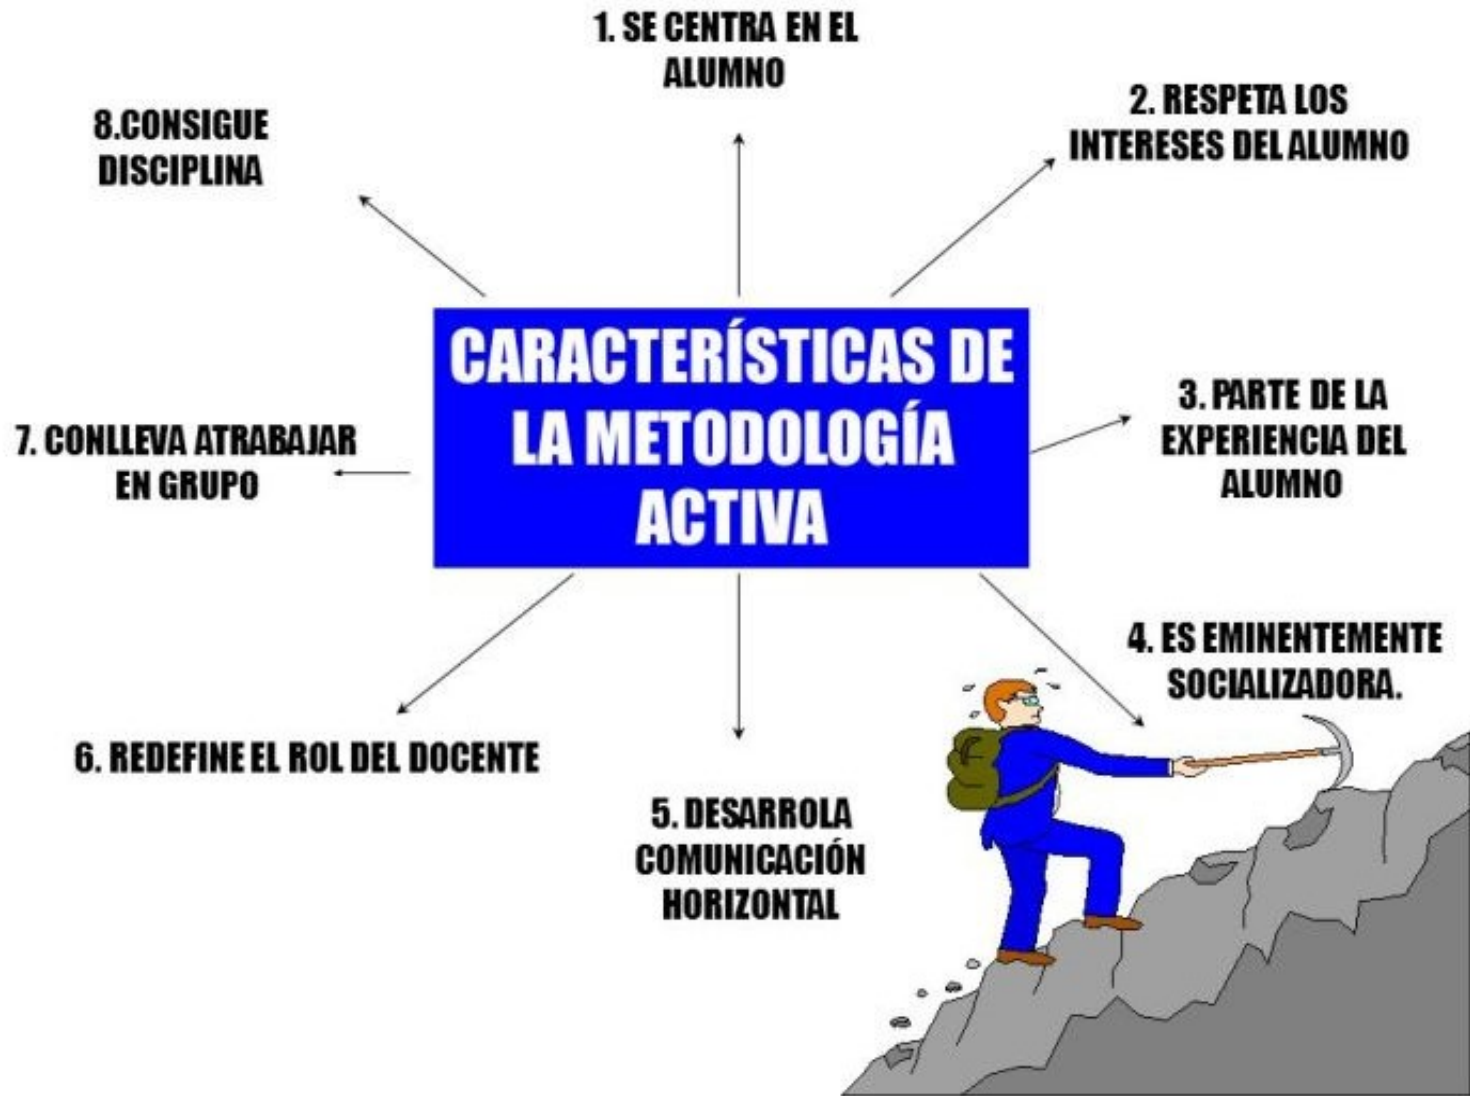 1. SE CENTRA EN EL
ALUMNO
2. RESPETA LOS
INTERESES DEL ALUMNO
8.CONSIGUE
DISCIPLINA
CARACTERÍSTICAS DE
LA METODOLOGÍA
ACTIVA
3. PARTE DE LA
EXPERIENCIA DEL
ALUMNO
7. CONLLEVA ATRABAJAR
EN GRUPO
4. ES EMINENTEMENTE
SOCIALIZADORA.
6. REDEFINE EL ROL DEL DOCENTE
5. DESARROLA
COMUNICACIÓN
HORIZONTAL